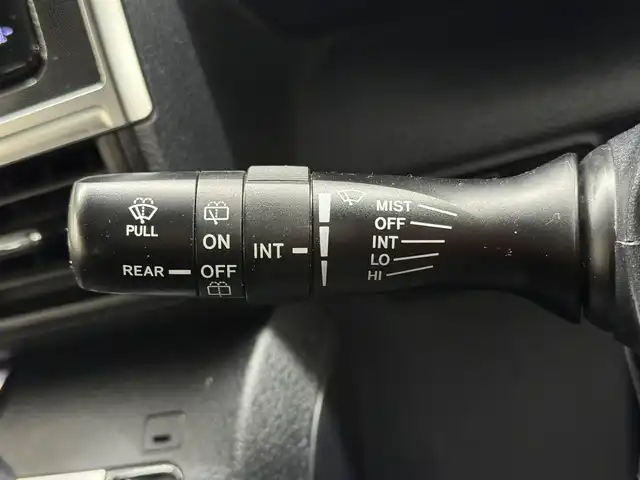 PULL
REAR
ON
OFF
INT
MIST
OFF
INT
LO
HI